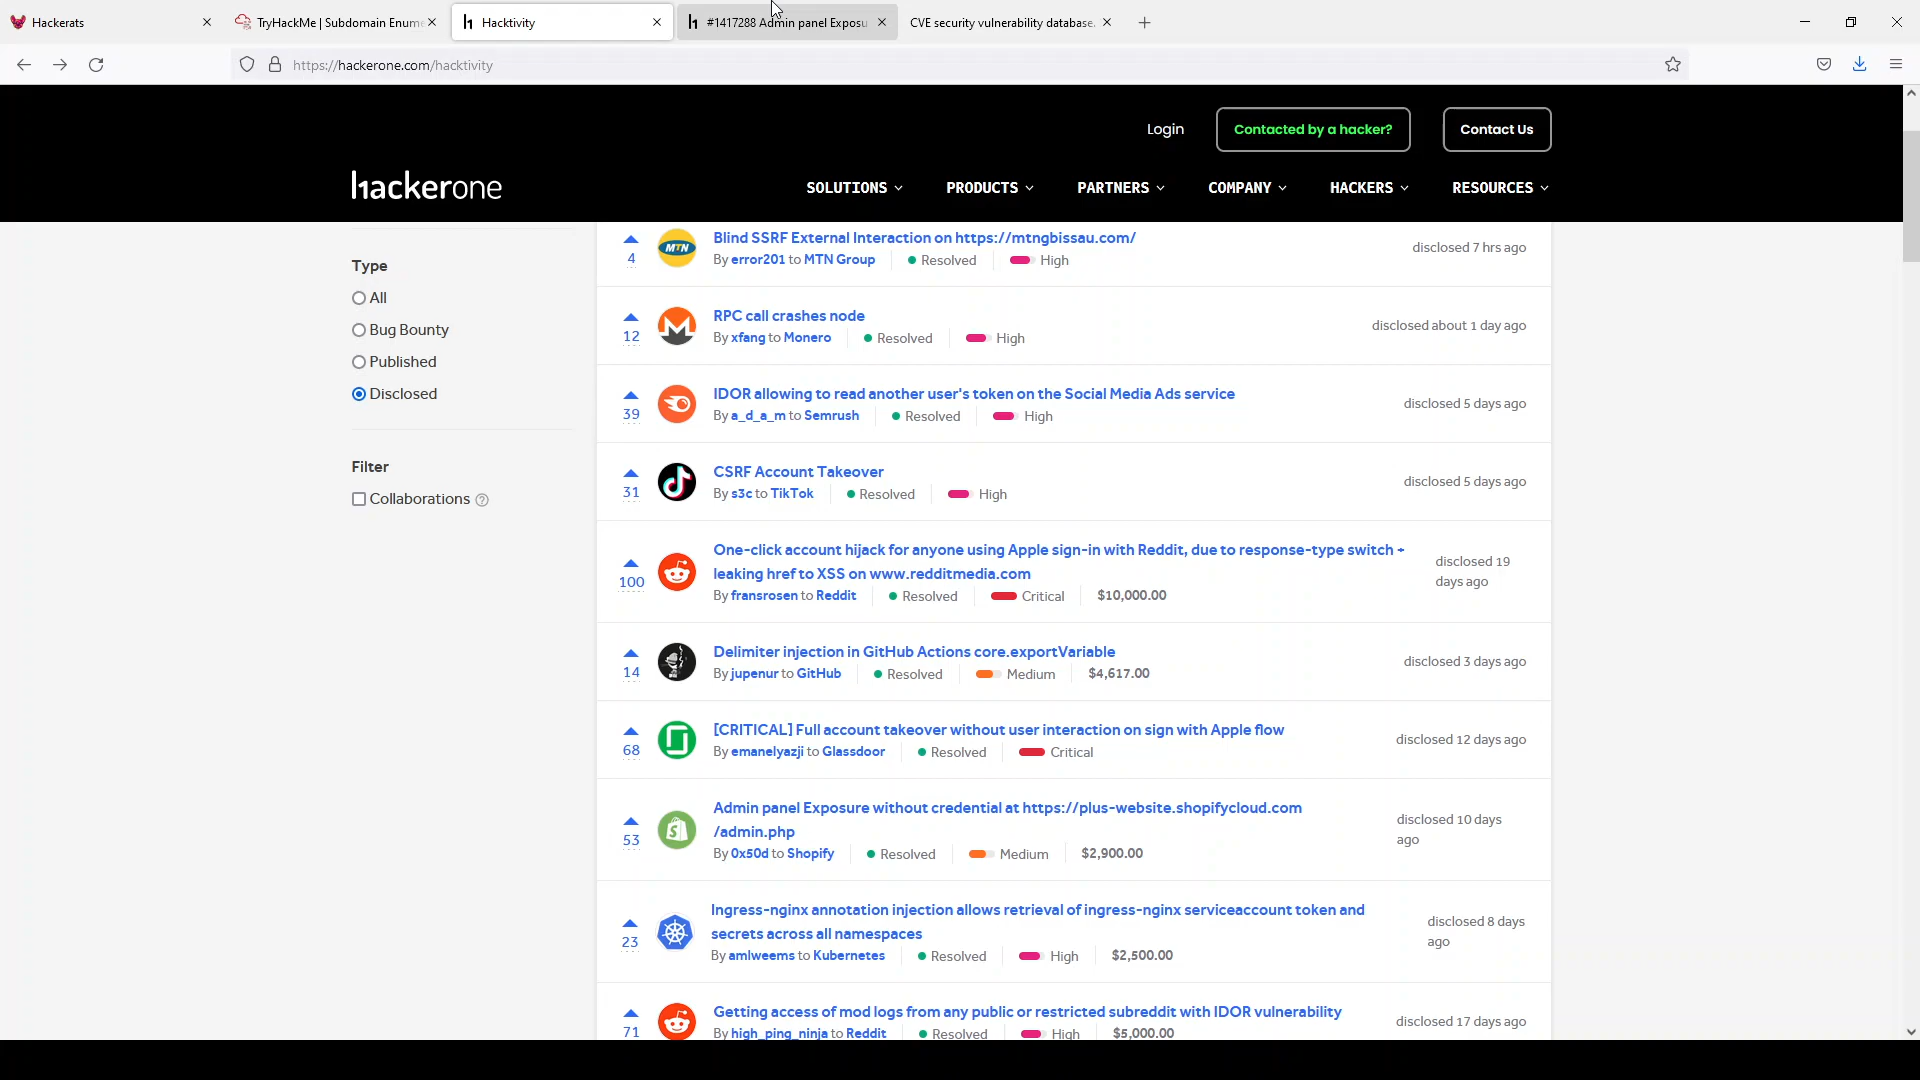 Hackerats
TryHackMe | Subdomain Enume
Hacktivity
#1417288 Admin panel Exposu
CVE security vulnerability database.
https://hackerone.com/hacktivity
Login
Contacted by a hacker?
Contact Us
hackerone
SOLUTIONS
PRODUCTS
PARTNERS
COMPANY
HACKERS
RESOURCES
Type
All
Bug Bounty
Published
Disclosed
Filter
Collaborations
4
MTN
Blind SSRF External Interaction on https://mtngbissau.com/
By error201 to MTN Group
Resolved
High
disclosed 7 hrs ago
12
RPC call crashes node
By xfang to Monero
Resolved
High
disclosed about 1 day ago
39
IDOR allowing to read another user's token on the Social Media Ads service
By a_d_a_m to Semrush
Resolved
High
disclosed 5 days ago
31
CSRF Account Takeover
By s3c to TikTok
Resolved
High
disclosed 5 days ago
100
One-click account hijack for anyone using Apple sign-in with Reddit, due to response-type switch +
leaking href to XSS on www.redditmedia.com
By fransrosen to Reddit
Resolved
Critical
$10,000.00
disclosed 19
days ago
14
Delimiter injection in GitHub Actions core.exportVariable
By jupenur to GitHub
Resolved
Medium
$4,617.00
disclosed 3 days ago
68
[CRITICAL] Full account takeover without user interaction on sign with Apple flow
By emanelyazji to Glassdoor
Resolved
Critical
disclosed 12 days ago
53
Admin panel Exposure without credential at https://plus-website.shopifycloud.com
/admin.php
By 0x50d to Shopify
Resolved
Medium
$2,900.00
disclosed 10 days
ago
23
Ingress-nginx annotation injection allows retrieval of ingress-nginx serviceaccount token and
secrets across all namespaces
By amlweems to Kubernetes
Resolved
High
$2,500.00
disclosed 8 days
ago
71
Getting access of mod logs from any public or restricted subreddit with IDOR vulnerability
By high_ping_ninja to Reddit
Resolved
High
$5,000.00
disclosed 17 days ago